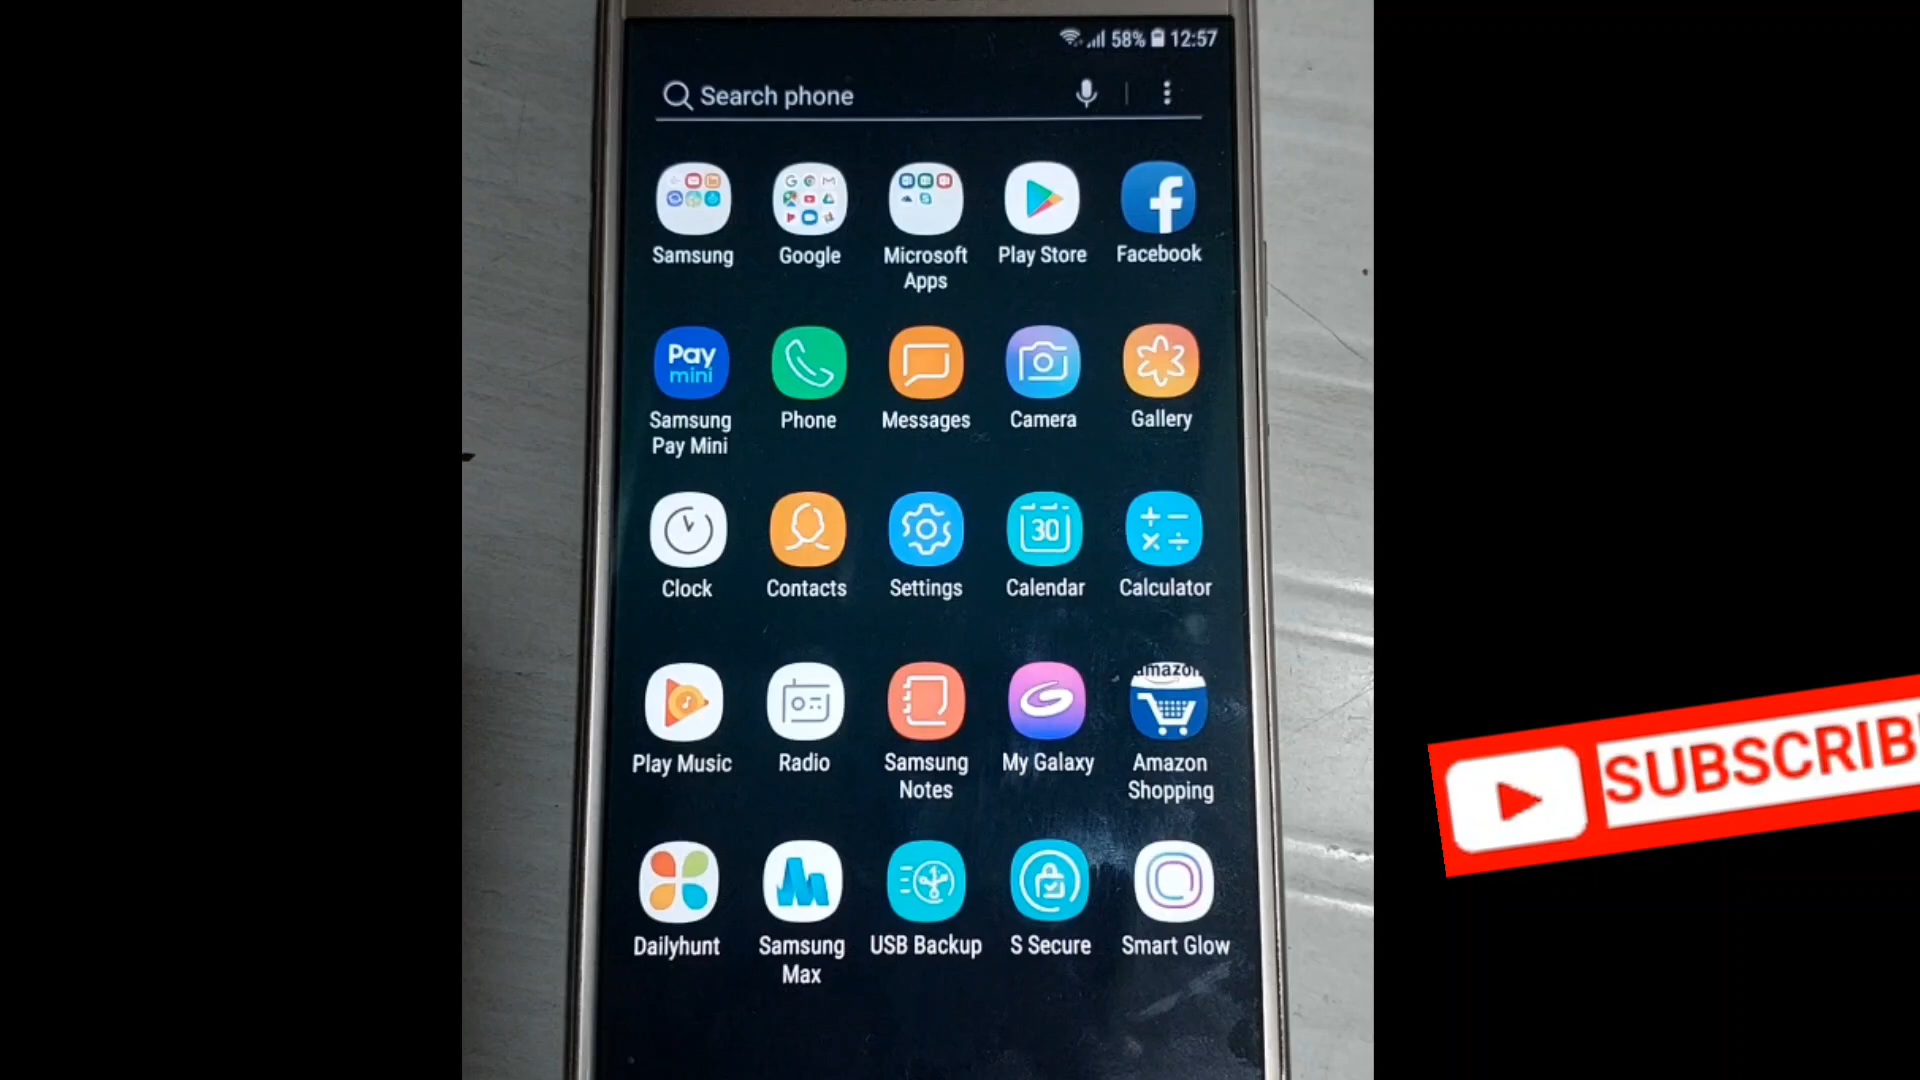 58% 12:57
Search phone
Samsung Google Microsoft Apps Play Store Facebook
Pay mini
Samsung Pay Mini Phone Messages Camera Gallery
30
Clock Contacts Settings Calendar Calculator
amazon
Play Music Radio Samsung Notes My Galaxy Amazon Shopping
Dailyhunt Samsung Max USB Backup S Secure Smart Glow
SUBSCRIB